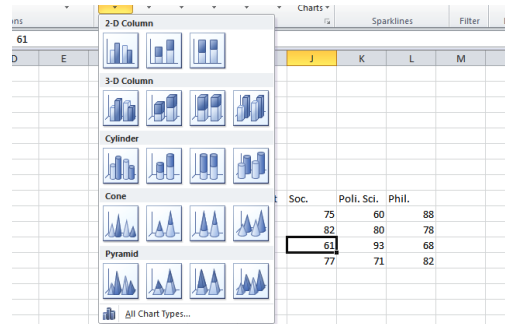 Charts
ns Sparklines Filter
61
D E J K L M
2-D Column
3-D Column
Cylinder
Cone
t Soc. Poli. Sci. Phil.
75 60 88
82 80 78
61 93 68
77 71 82
Pyramid
All Chart Types...